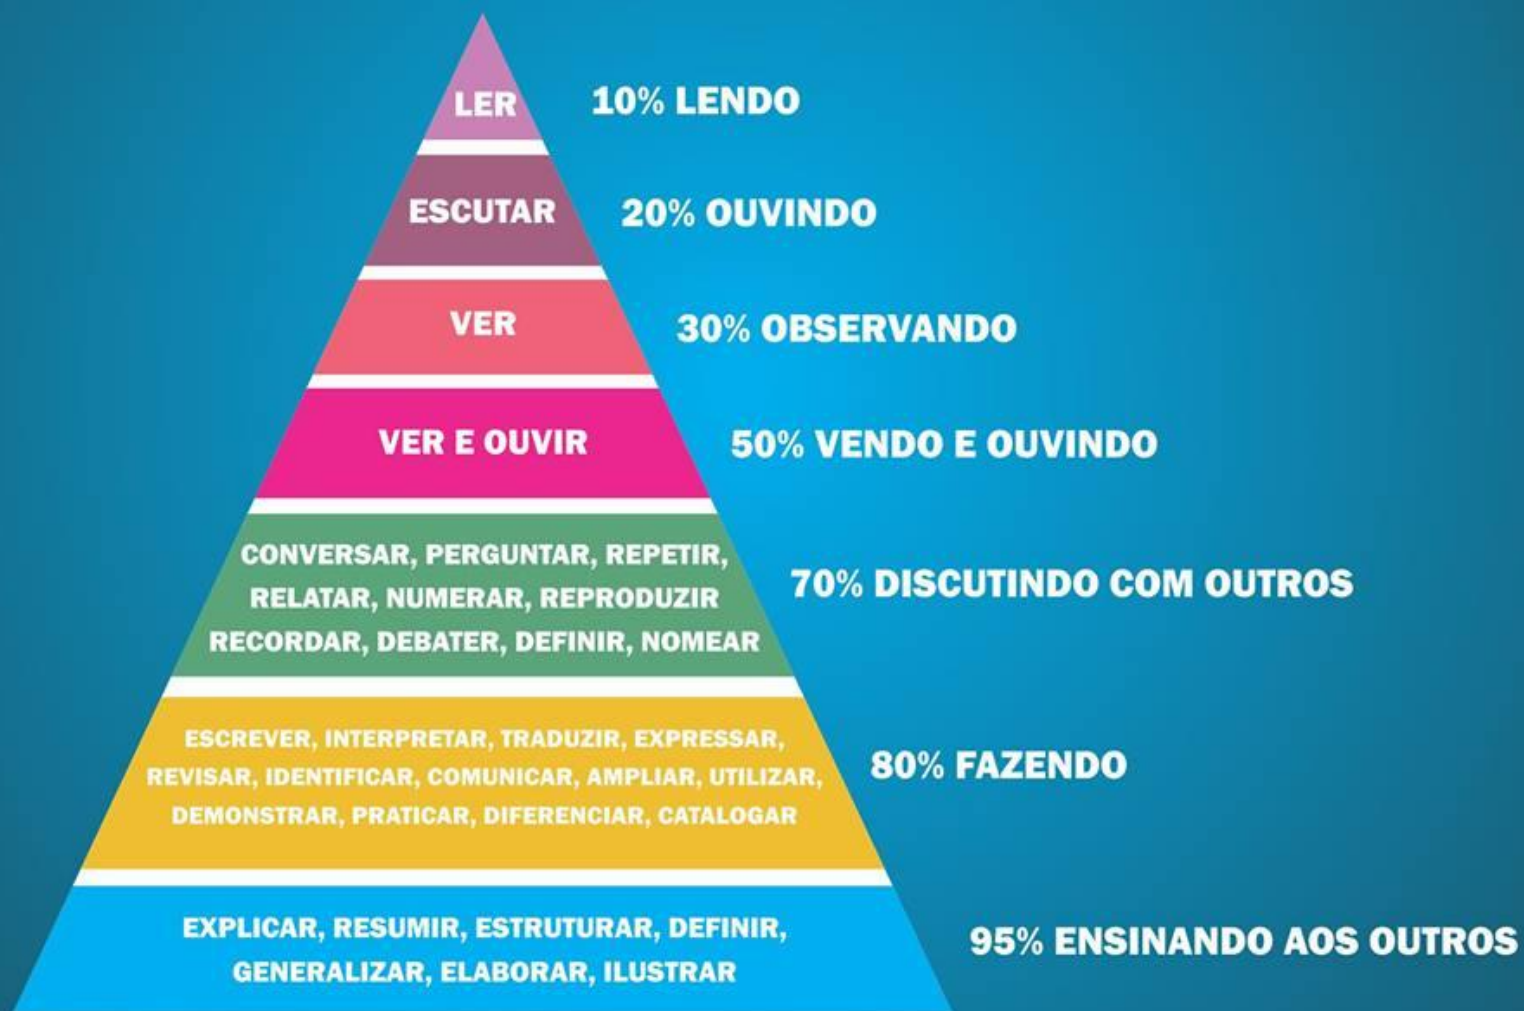 LER
10% LENDO
ESCUTAR
20% OUVINDO
VER
30% OBSERVANDO
VER E OUVIR
50% VENDO E OUVINDO
CONVERSAR, PERGUNTAR, REPETIR,
RELATAR, NUMERAR, REPRODUZIR
RECORDAR, DEBATER, DEFINIR, NOMEAR
70% DISCUTINDO COM OUTROS
ESCREVER, INTERPRETAR, TRADUZIR, EXPRESSAR,
REVISAR, IDENTIFICAR, COMUNICAR, AMPLIAR, UTILIZAR,
DEMONSTRAR, PRATICAR, DIFERENCIAR, CATALOGAR
80% FAZENDO
EXPLICAR, RESUMIR, ESTRUTURAR, DEFINIR,
GENERALIZAR, ELABORAR, ILUSTRAR
95% ENSINANDO AOS OUTROS